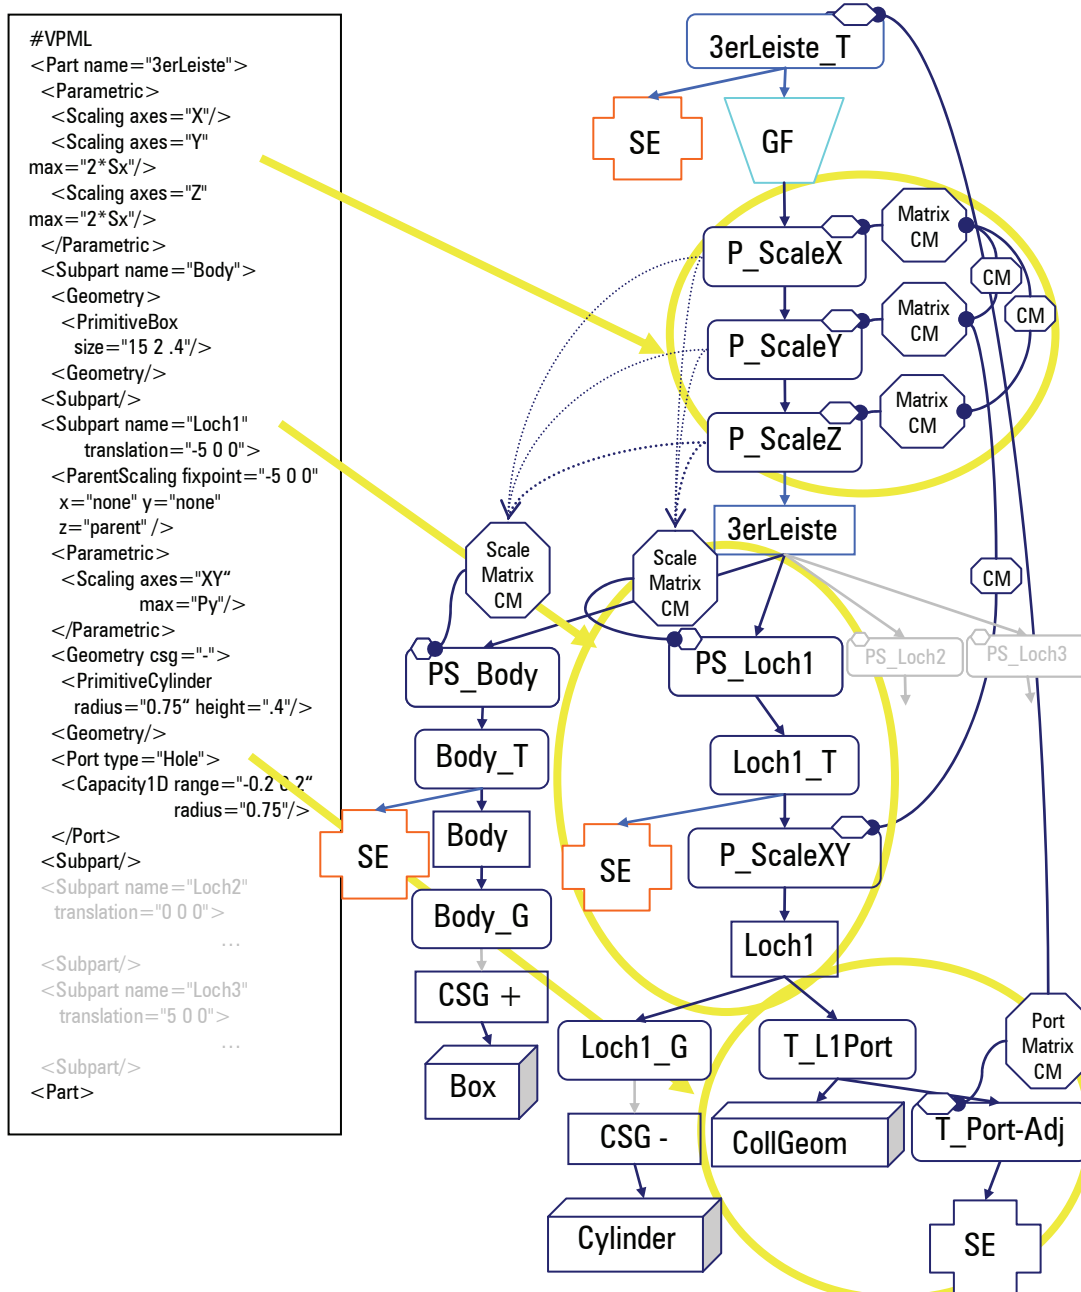 #VPML
<Part name="3erLeiste">
<Parametric>
<Scaling axes="X"/>
<Scaling axes="Y"
max="2*Sx"/>
<Scaling axes="Z"
max="2*Sx"/>
</Parametric>
<Subpart name="Body">
<Geometry>
<PrimitiveBox
size="15 2 .4"/>
<Geometry/>
<Subpart/>
<Subpart name="Loch1"
translation="-5 0 0">
<ParentScaling fixpoint="-5 0 0"
x="none" y="none"
z="parent" />
<Parametric>
<Scaling axes="XY“
max="Py"/>
</Parametric>
<Geometry csg="-">
<PrimitiveCylinder
radius="0.75“ height=".4"/>
<Geometry/>
<Port type="Hole">
<Capacity1D range="-0.2 0.2“
radius="0.75"/>
</Port>
<Subpart/>
<Subpart name="Loch2"
translation="0 0 0">
...
<Subpart/>
<Subpart name="Loch3"
translation="5 0 0">
...
<Subpart/>
<Part>
3erLeiste_T
SE
GF
P_ScaleX
Matrix
CM
CM
CM
P_ScaleY
Matrix
CM
P_ScaleZ
Matrix
CM
3erLeiste
Scale
Matrix
CM
Scale
Matrix
CM
CM
PS_Body
PS_Loch1
PS_Loch2
PS_Loch3
Body_T
Loch1_T
SE
Body
SE
P_ScaleXY
Body_G
Loch1
CSG +
Box
Loch1_G
T_L1Port
Port
Matrix
CM
CSG -
CollGeom
T_Port-Adj
Cylinder
SE